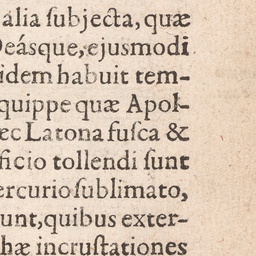 alia ſubjecta, quæ
Deásque, ejusmodi
idem habuit tem-
quippe quæ Apol-
ec Latona fuſca &
ficio tollendi ſunt
ercurio ſublimato,
unt, quibus exter-
hæ incruſtationes